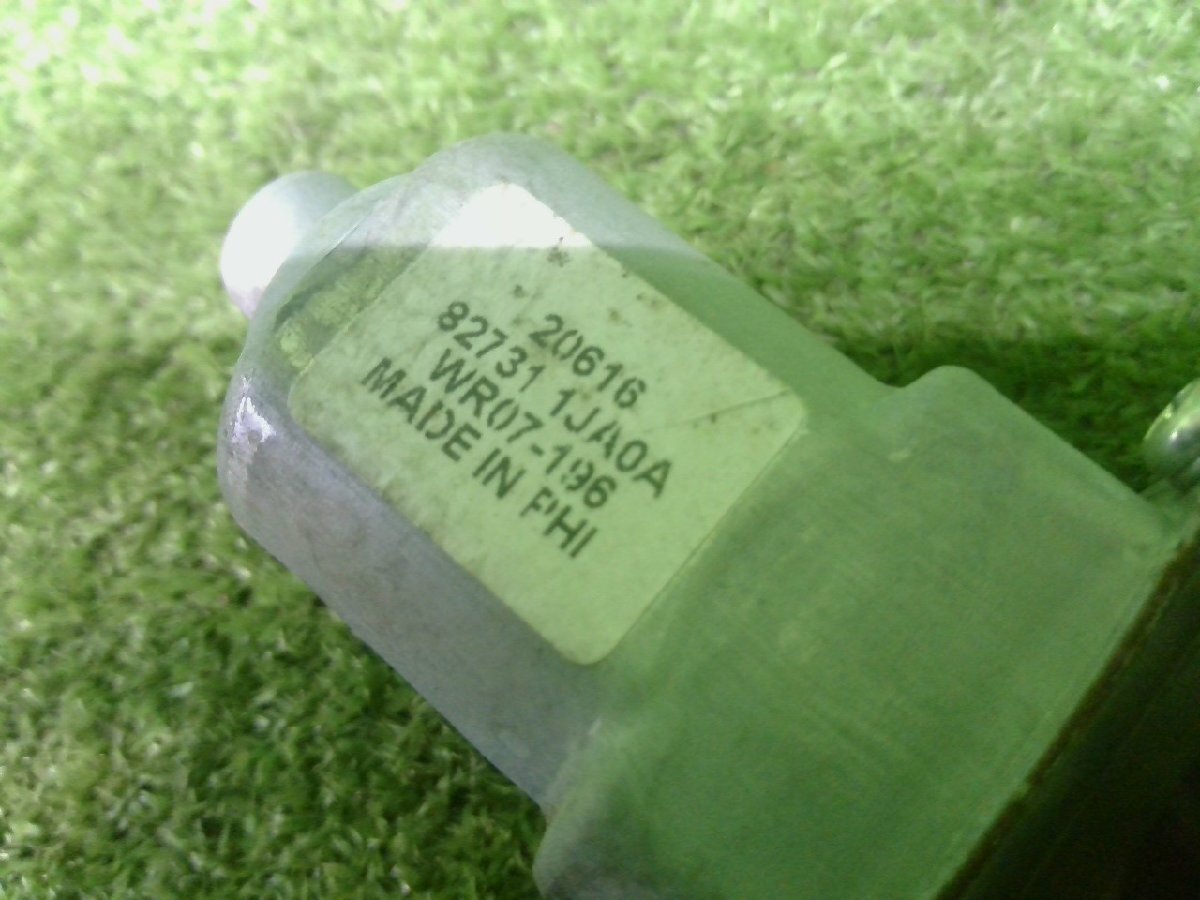 20616
82731 1JA0A
WR07-196
MADE IN PHI